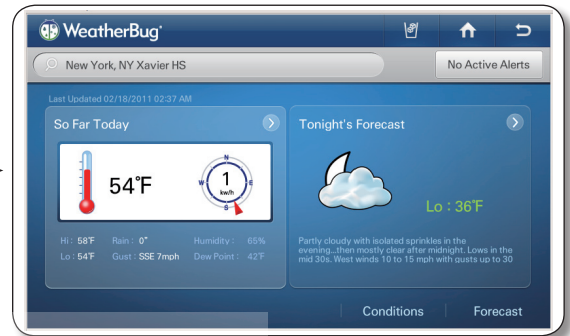 WeatherBug
New York, NY Xavier HS
No Active Alerts
Last Updated 02/18/2011 02:37 AM
So Far Today
54°F
N
W
E
S
1
kw/h
Hi : 58°F Rain : 0" Humidity : 65%
Lo : 54°F Gust : SSE 7mph Dew Point : 42°F
Tonight's Forecast
Lo : 36°F
Partly cloudy with isolated sprinkles in the
evening...then mostly clear after midnight. Lows in the
mid 30s. West winds 10 to 15 mph with gusts up to 30
Conditions
Forecast